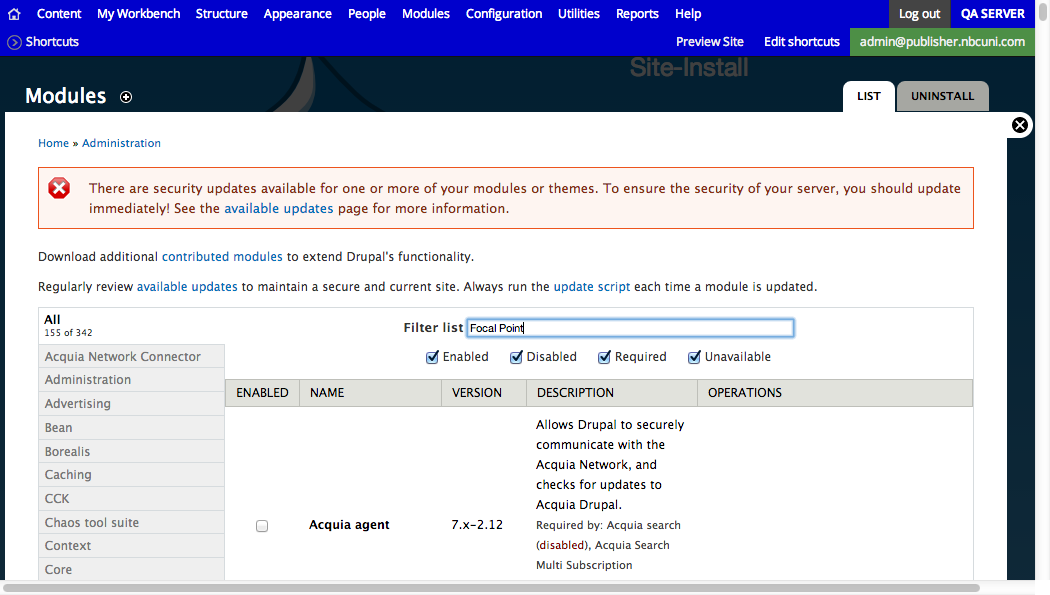 Content My Workbench Structure Appearance People Modules Configuration Utilities Reports Help Log out QA SERVER
Shortcuts Preview Site Edit shortcuts admin@publisher.nbcuni.com
Site-Install
Modules LIST UNINSTALL
Home » Administration
There are security updates available for one or more of your modules or themes. To ensure the security of your server, you should update
immediately! See the available updates page for more information.
Download additional contributed modules to extend Drupal's functionality.
Regularly review available updates to maintain a secure and current site. Always run the update script each time a module is updated.
All
155 of 342
Filter list Focal Point
Enabled Disabled Required Unavailable
Acquia Network Connector
Administration
Advertising
Bean
Borealis
Caching
CCK
Chaos tool suite
Context
Core
ENABLED NAME VERSION DESCRIPTION OPERATIONS
Acquia agent 7.x-2.12
Allows Drupal to securely
communicate with the
Acquia Network, and
checks for updates to
Acquia Drupal.
Required by: Acquia search
(disabled), Acquia Search
Multi Subscription